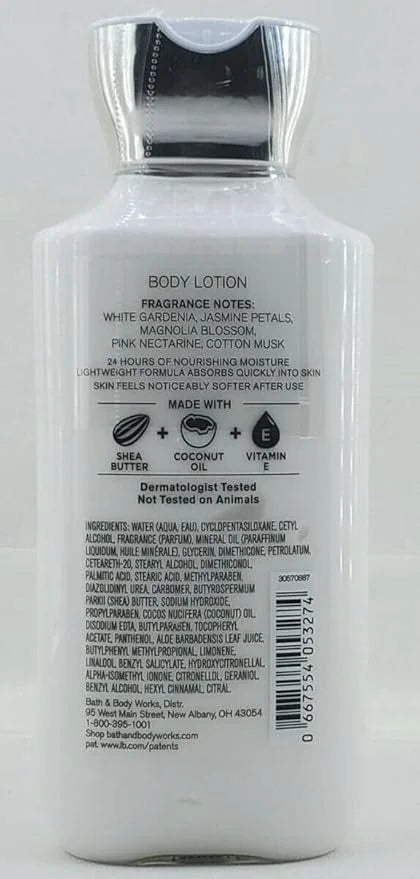 BODY LOTION
FRAGRANCE NOTES:
WHITE GARDENIA, JASMINE PETALS,
MAGNOLIA BLOSSOM,
PINK NECTARINE, COTTON MUSK
24 HOURS OF NOURISHING MOISTURE
LIGHTWEIGHT FORMULA ABSORBS QUICKLY INTO SKIN
SKIN FEELS NOTICEABLY SOFTER AFTER USE
MADE WITH
+ + E
SHEA COCONUT VITAMIN
BUTTER OIL E
Dermatologist Tested
Not Tested on Animals
INGREDIENTS: WATER (AQUA, EAU), CYCLOPENTASILOXANE, CETYL
ALCOHOL, FRAGRANCE (PARFUM), MINERAL OIL (PARAFFINUM
LIQUIDUM, HUILE MINÉRALE), GLYCERIN, DIMETHICONE, PETROLATUM,
CETEARETH-20, STEARYL ALCOHOL, DIMETHICONOL,
PALMITIC ACID, STEARIC ACID, METHYLPARABEN,
DIAZOLIDINYL UREA, CARBOMER, BUTYROSPERMUM
PARKII (SHEA) BUTTER, SODIUM HYDROXIDE,
PROPYLPARABEN, COCOS NUCIFERA (COCONUT) OIL,
DISODIUM EDTA, BUTYLPARABEN, TOCOPHERYL
ACETATE, PANTHENOL, ALOE BARBADENSIS LEAF JUICE,
BUTYLPHENYL METHYLPROPIONAL, LIMONENE,
LINALOOL, BENZYL SALICYLATE, HYDROXYCITRONELLAL,
ALPHA-ISOMETHYL IONONE, CITRONELLOL, GERANIOL,
BENZYL ALCOHOL, HEXYL CINNAMAL, CITRAL.
Bath & Body Works, Distr.
95 West Main Street, New Albany, OH 43054
1-800-395-1001
Shop bathandbodyworks.com
pat. www.lb.com/patents
30570887
0 667554 053274